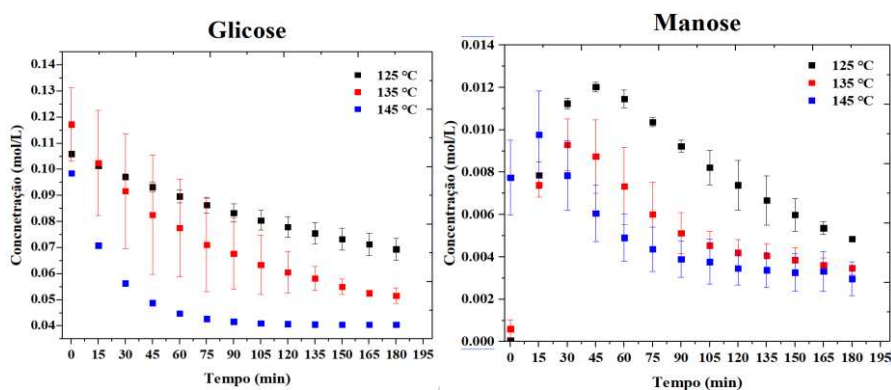 Glicose
Concnetração (mol/L)
0.14
0.13
0.12
0.11
0.10
0.09
0.08
0.07
0.06
0.05
0.04
125 °C
135 °C
145 °C
0 15 30 45 60 75 90 105 120 135 150 165 180 195
Tempo (min)
Manose
Concentração (mol/L)
0.014
0.012
0.010
0.008
0.006
0.004
0.002
0.000
125 °C
135 °C
145 °C
0 15 30 45 60 75 90 105 120 135 150 165 180 195
Tempo (min)